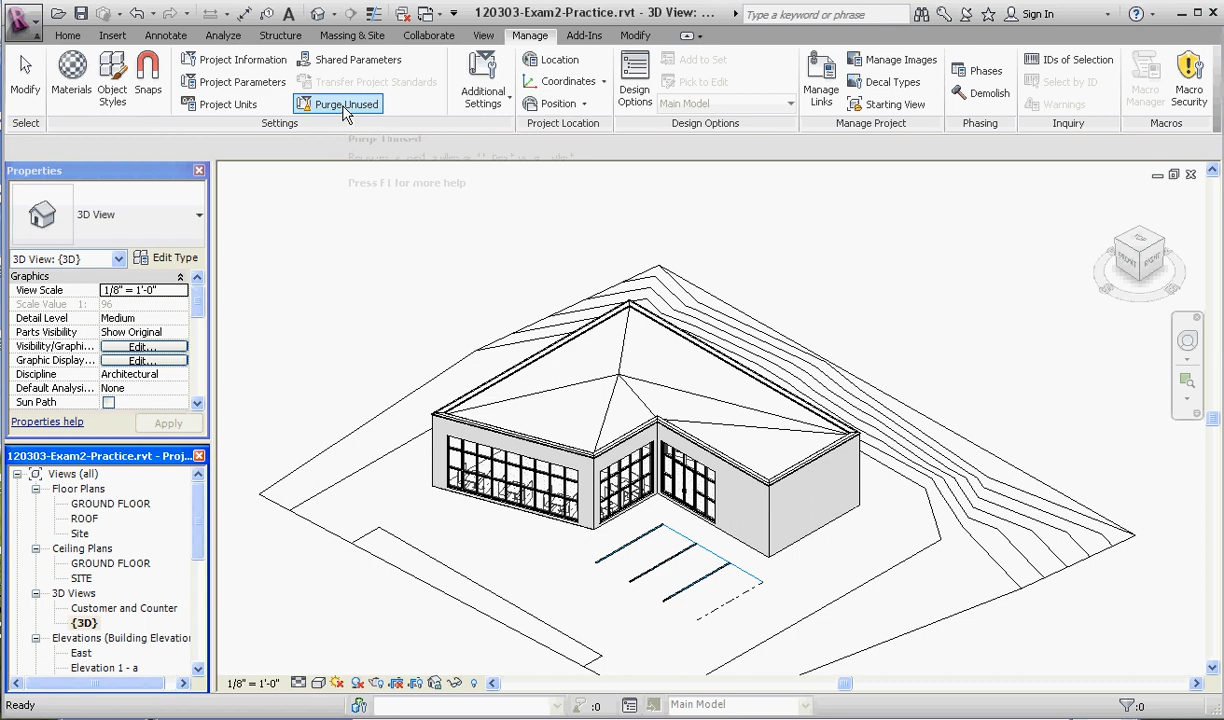 120303-Exam2-Practice.rvt - 3D View: ...
Type a keyword or phrase
Sign In
Home Insert Annotate Analyze Structure Massing & Site Collaborate View Manage Add-Ins Modify
Modify
Materials
Object Styles
Snaps
Project Information
Project Parameters
Project Units
Shared Parameters
Transfer Project Standards
Purge Unused
Additional Settings
Location
Coordinates
Position
Design Options
Add to Set
Pick to Edit
Main Model
Manage Links
Manage Images
Decal Types
Starting View
Phases
Demolish
IDs of Selection
Select by ID
Warnings
Macro Manager
Macro Security
Select Settings Project Location Design Options Manage Project Phasing Inquiry Macros
Purge Unused
Press F1 for more help
Properties
3D View
3D View: {3D}
Edit Type
Graphics
View Scale 1/8" = 1'-0"
Scale Value 1: 96
Detail Level Medium
Parts Visibility Show Original
Visibility/Graphi... Edit...
Graphic Display... Edit...
Discipline Architectural
Default Analysi... None
Sun Path
Properties help
Apply
120303-Exam2-Practice.rvt - Proj...
Views (all)
Floor Plans
GROUND FLOOR
ROOF
Site
Ceiling Plans
GROUND FLOOR
SITE
3D Views
Customer and Counter
{3D}
Elevations (Building Elevatio
East
Elevation 1 - a
TOP
FRONT
RIGHT
1/8" = 1'-0"
Ready
:0
Main Model
:0